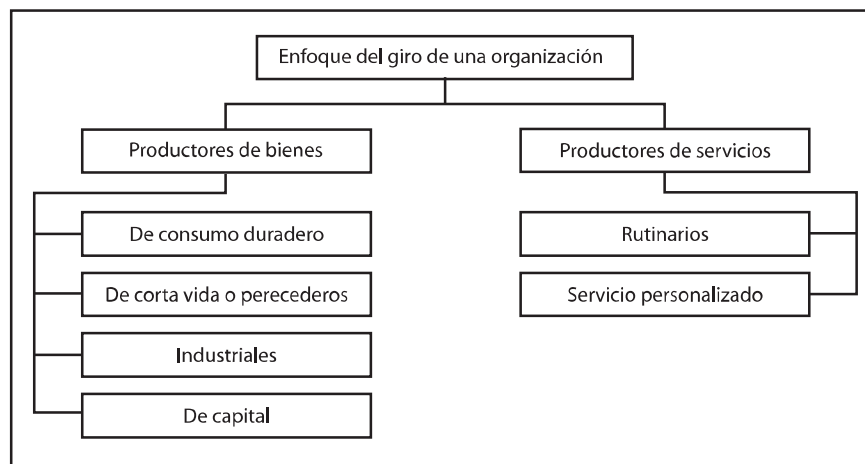 Enfoque del giro de una organización
Productores de bienes
De consumo duradero
De corta vida o perecederos
Industriales
De capital
Productores de servicios
Rutinarios
Servicio personalizado